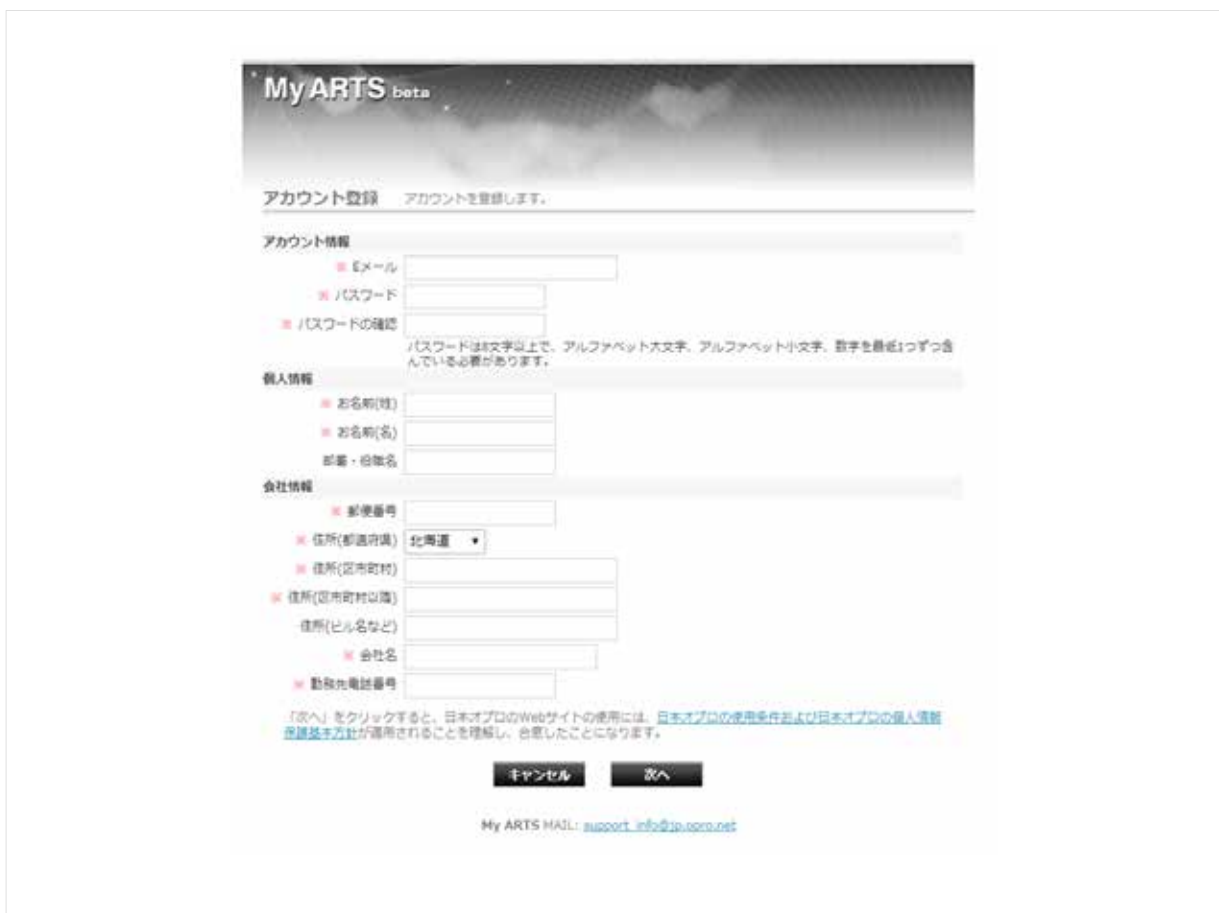 My ARTS beta
アカウント登録 アカウントを登録します。
アカウント情報
※ Eメール
※ パスワード
※ パスワードの確認
パスワードは8文字以上で、アルファベット大文字、アルファベット小文字、数字を最低1つずつ含
んでいる必要があります。
個人情報
※ お名前(姓)
※ お名前(名)
部署・役職名
会社情報
※ 郵便番号
※ 住所(都道府県) 北海道 ▼
※ 住所(区市町村)
※ 住所(区市町村以降)
住所(ビル名など)
※ 会社名
※ 勤務先電話番号
「次へ」をクリックすると、日本オプロのWebサイトの使用には、日本オプロの使用条件および日本オプロの個人情報
保護基本方針が適用されることを理解し、合意したことになります。
キャンセル 次へ
My ARTS MAIL: support_info@jp.opro.net